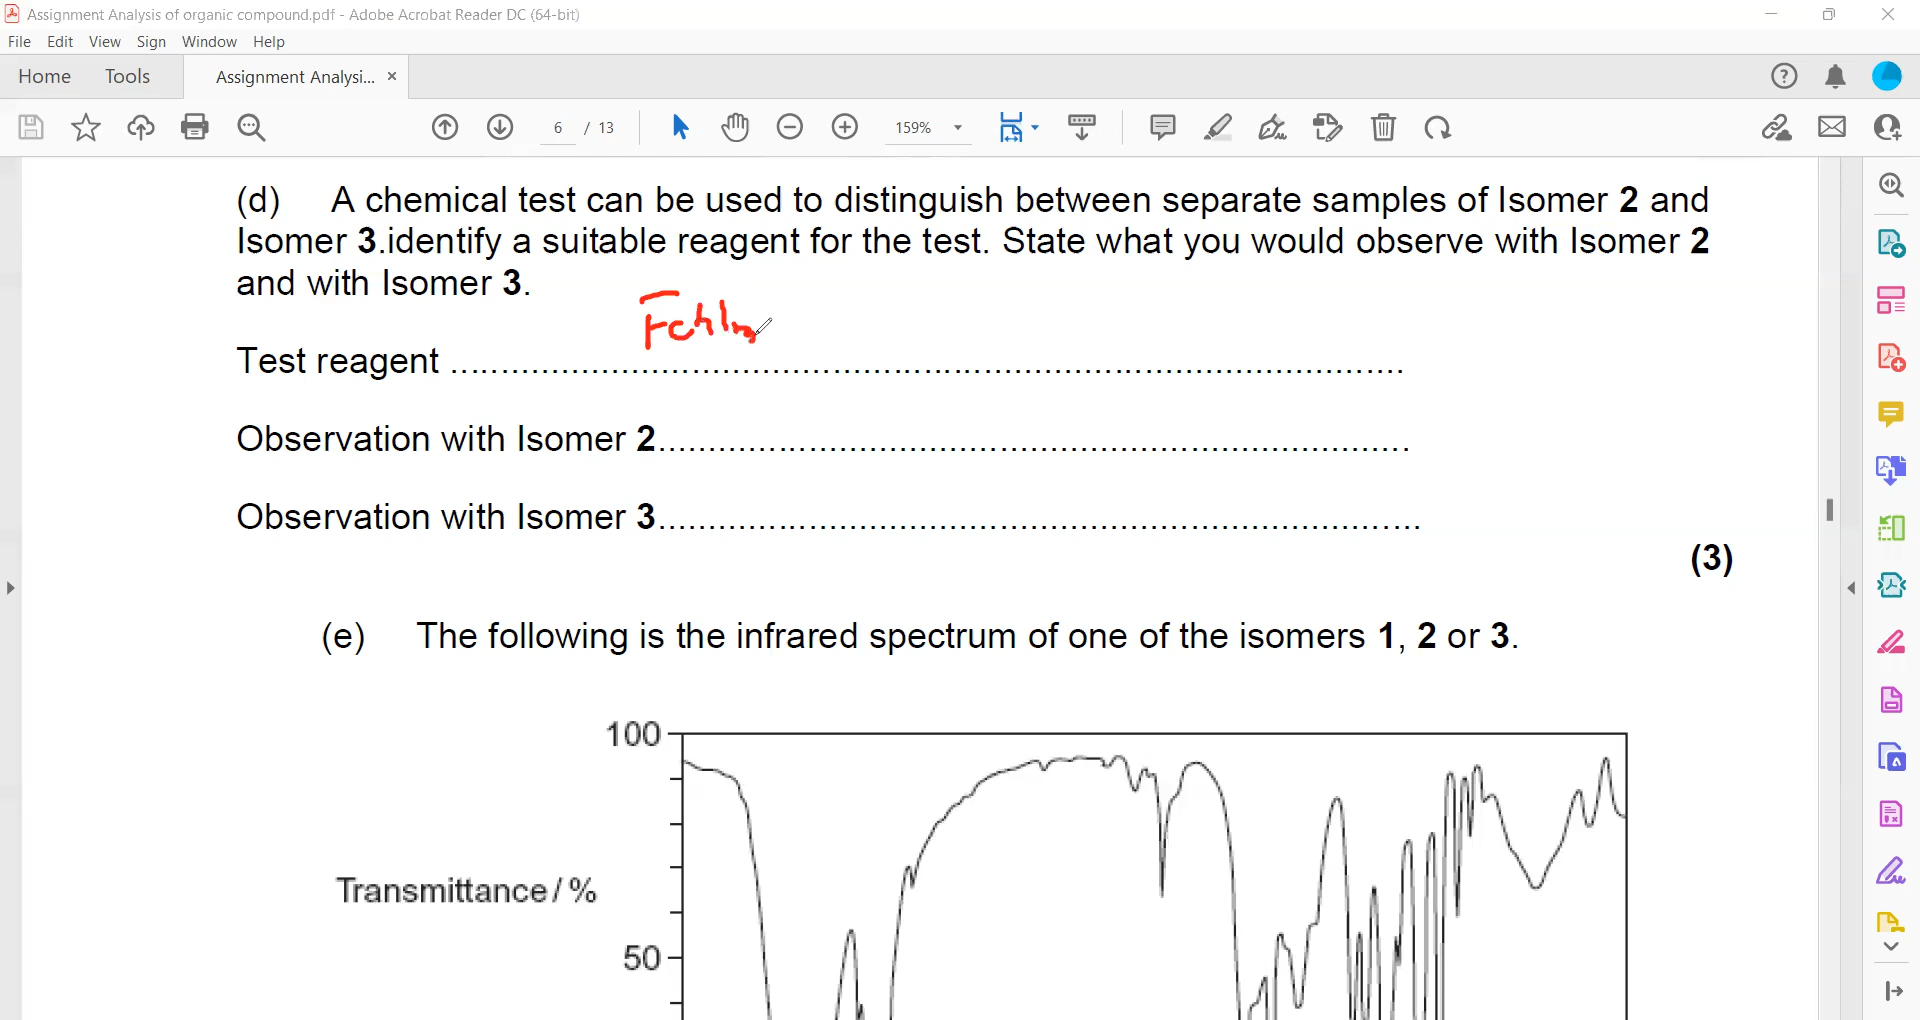 Assignment Analysis of organic compound.pdf - Adobe Acrobat Reader DC (64-bit)
File Edit View Sign Window Help
Home Tools Assignment Analysi... ×
6 / 13 159%
(d) A chemical test can be used to distinguish between separate samples of Isomer 2 and
Isomer 3.identify a suitable reagent for the test. State what you would observe with Isomer 2
and with Isomer 3.
Test reagent ................................................................................................
Observation with Isomer 2...........................................................................
Observation with Isomer 3............................................................................
(3)
(e) The following is the infrared spectrum of one of the isomers 1, 2 or 3.
100
Transmittance / %
50